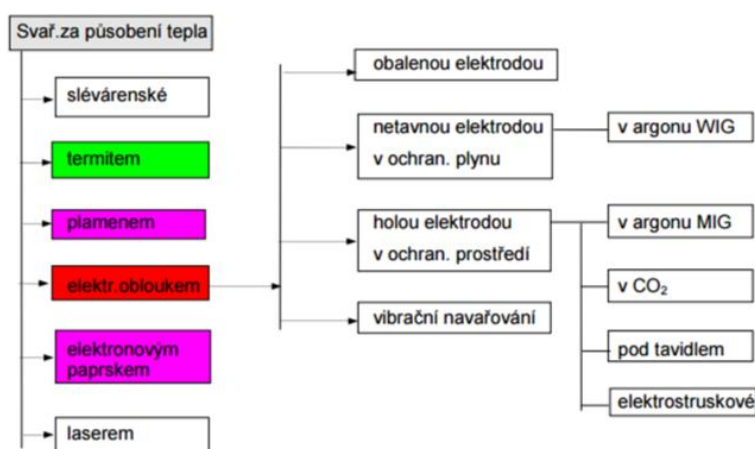 Svař.za působení tepla
slévárenské
termitem
plamenem
elektr.obloukem
elektronovým
paprskem
laserem
obalenou elektrodou
netavnou elektrodou
v ochran. plynu
holou elektrodou
v ochran. prostředí
vibrační navařování
v argonu WIG
v argonu MIG
v CO₂
pod tavidlem
elektrostruskové